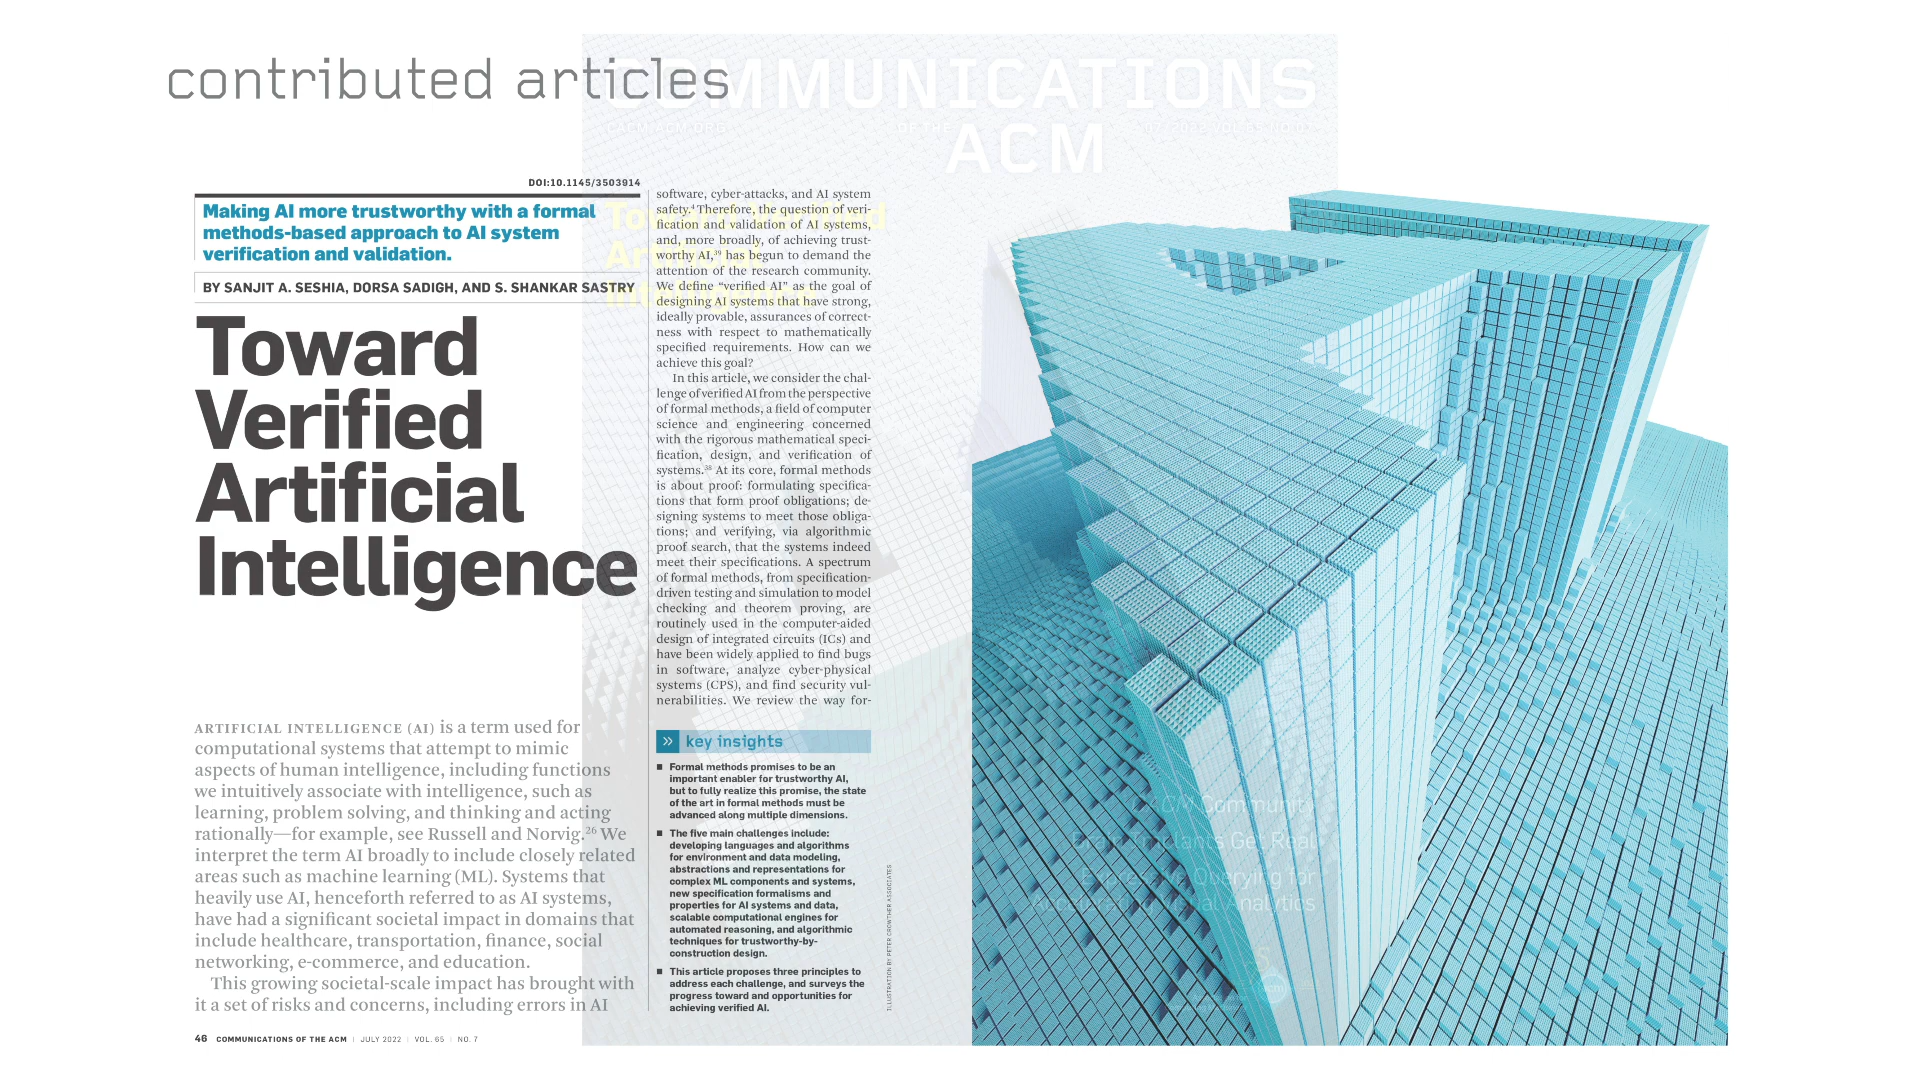 contributed articles
COMMUNICATIONS
CACM.ACM.ORG
OF THE
ACM
DOI:10.1145/3503914
Making AI more trustworthy with a formal
methods-based approach to AI system
verification and validation.
BY SANJIT A. SESHIA, DORSA SADIGH, AND S. SHANKAR SASTRY
Toward
Verified
Artificial
Intelligence
ARTIFICIAL INTELLIGENCE (AI) is a term used for
computational systems that attempt to mimic
aspects of human intelligence, including functions
we intuitively associate with intelligence, such as
learning, problem solving, and thinking and acting
rationally—for example, see Russell and Norvig.26 We
interpret the term AI broadly to include closely related
areas such as machine learning (ML). Systems that
heavily use AI, henceforth referred to as AI systems,
have had a significant societal impact in domains that
include healthcare, transportation, finance, social
networking, e-commerce, and education.
This growing societal-scale impact has brought with
it a set of risks and concerns, including errors in AI
software, cyber-attacks, and AI system
safety.4 Therefore, the question of veri-
fication and validation of AI systems,
and, more broadly, of achieving trust-
worthy AI,39 has begun to demand the
attention of the research community.
We define “verified AI” as the goal of
designing AI systems that have strong,
ideally provable, assurances of correct-
ness with respect to mathematically
specified requirements. How can we
achieve this goal?
In this article, we consider the chal-
lenge of verified AI from the perspective
of formal methods, a field of computer
science and engineering concerned
with the rigorous mathematical speci-
fication, design, and verification of
systems.38 At its core, formal methods
is about proof: formulating specifica-
tions that form proof obligations; de-
signing systems to meet those obliga-
tions; and verifying, via algorithmic
proof search, that the systems indeed
meet their specifications. A spectrum
of formal methods, from specification-
driven testing and simulation to model
checking and theorem proving, are
routinely used in the computer-aided
design of integrated circuits (ICs) and
have been widely applied to find bugs
in software, analyze cyber-physical
systems (CPS), and find security vul-
nerabilities. We review the way for-
» key insights
■ Formal methods promises to be an
important enabler for trustworthy AI,
but to fully realize this promise, the state
of the art in formal methods must be
advanced along multiple dimensions.
■ The five main challenges include:
developing languages and algorithms
for environment and data modeling,
abstractions and representations for
complex ML components and systems,
new specification formalisms and
properties for AI systems and data,
scalable computational engines for
automated reasoning, and algorithmic
techniques for trustworthy-by-
construction design.
■ This article proposes three principles to
address each challenge, and surveys the
progress toward and opportunities for
achieving verified AI.
ILLUSTRATION BY PETER CROWTHER ASSOCIATES
CACM Community
Brain Implants Get Real
Expressive Querying for
Accelerating Visual Analytics
acm
46 COMMUNICATIONS OF THE ACM | JULY 2022 | VOL. 65 | NO. 7